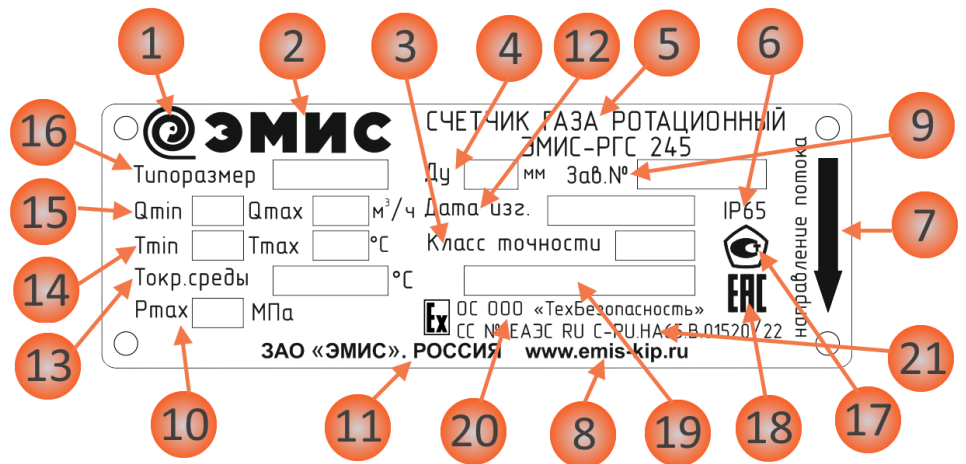 1 2 3 4 12 5 6
16 ЭМИС СЧЕТЧИК ГАЗА РОТАЦИОННЫЙ 9
ЭМИС-РГС 245
Типоразмер Ду мм Зав.№
15 Qmin Qmax м³/ч Дата изг. IP65 направление потока 7
14 Tmin Tmax °C Класс точности
13 Токр.среды °C EAC
Pmax МПа Ex ОС ООО «ТехБезопасность»
СС № ЕАЭС RU C-RU.НА65.В.01520/22 21
ЗАО «ЭМИС». РОССИЯ www.emis-kip.ru
10 11 20 8 19 18 17